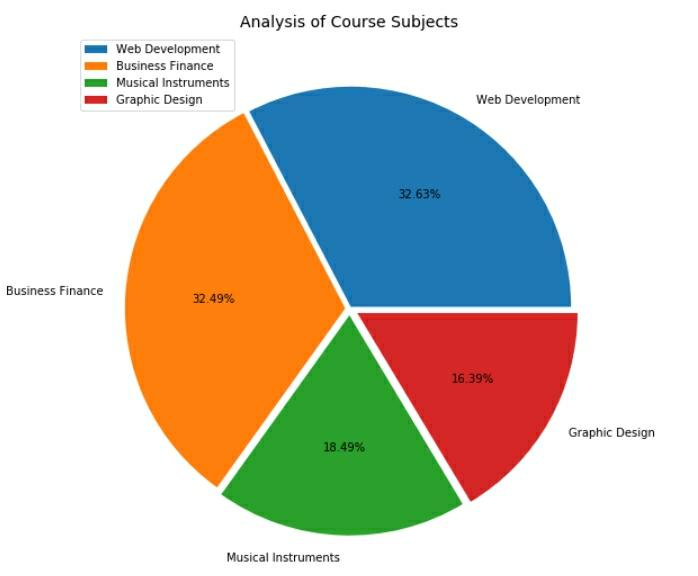 Analysis of Course Subjects
Web Development
Business Finance
Musical Instruments
Graphic Design
Web Development
32.63%
Business Finance
32.49%
16.39%
Graphic Design
18.49%
Musical Instruments